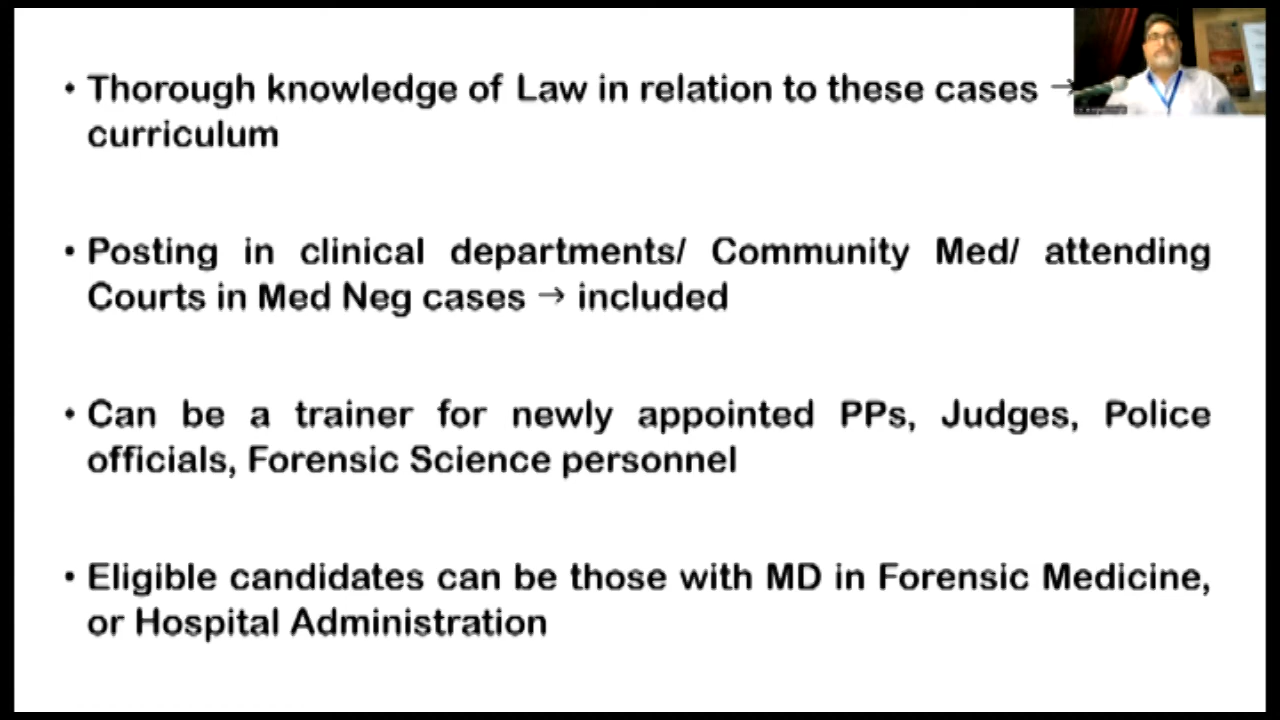 • Thorough knowledge of Law in relation to these cases →
curriculum
• Posting in clinical departments/ Community Med/ attending
Courts in Med Neg cases → included
• Can be a trainer for newly appointed PPs, Judges, Police
officials, Forensic Science personnel
• Eligible candidates can be those with MD in Forensic Medicine,
or Hospital Administration